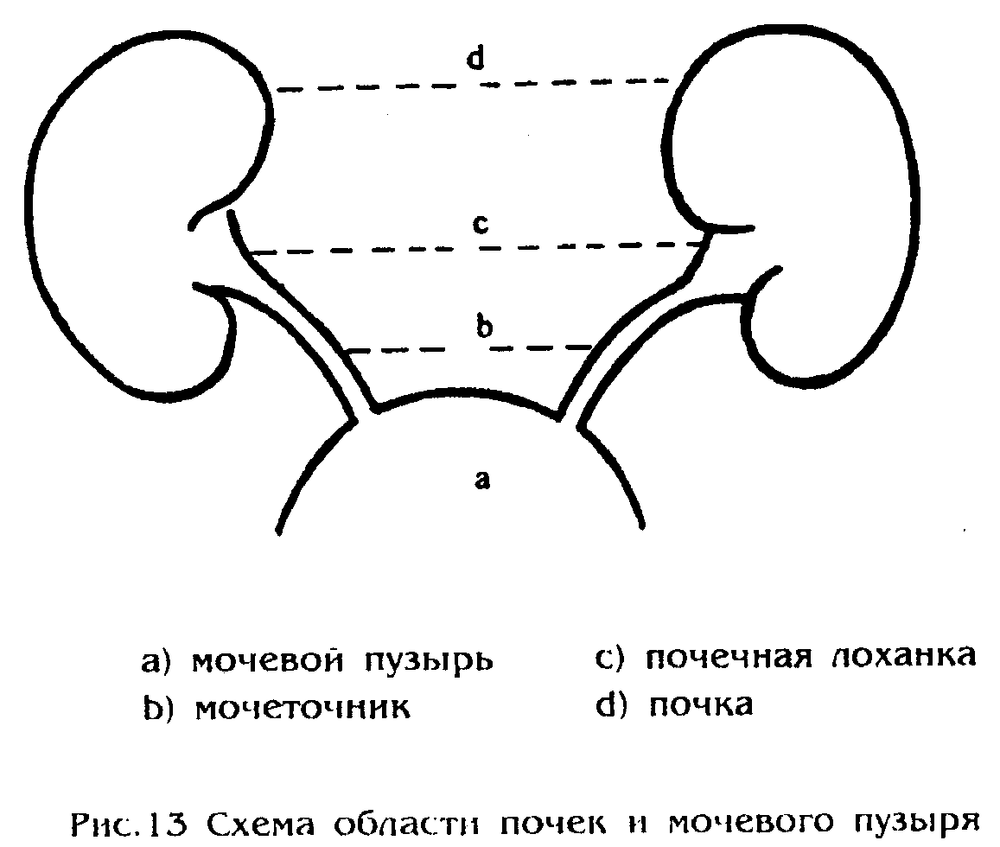 d
c
b
a
а) мочевой пузырь
c) почечная лоханка
b) мочеточник
d) почка
Рис.13 Схема области почек и мочевого пузыря